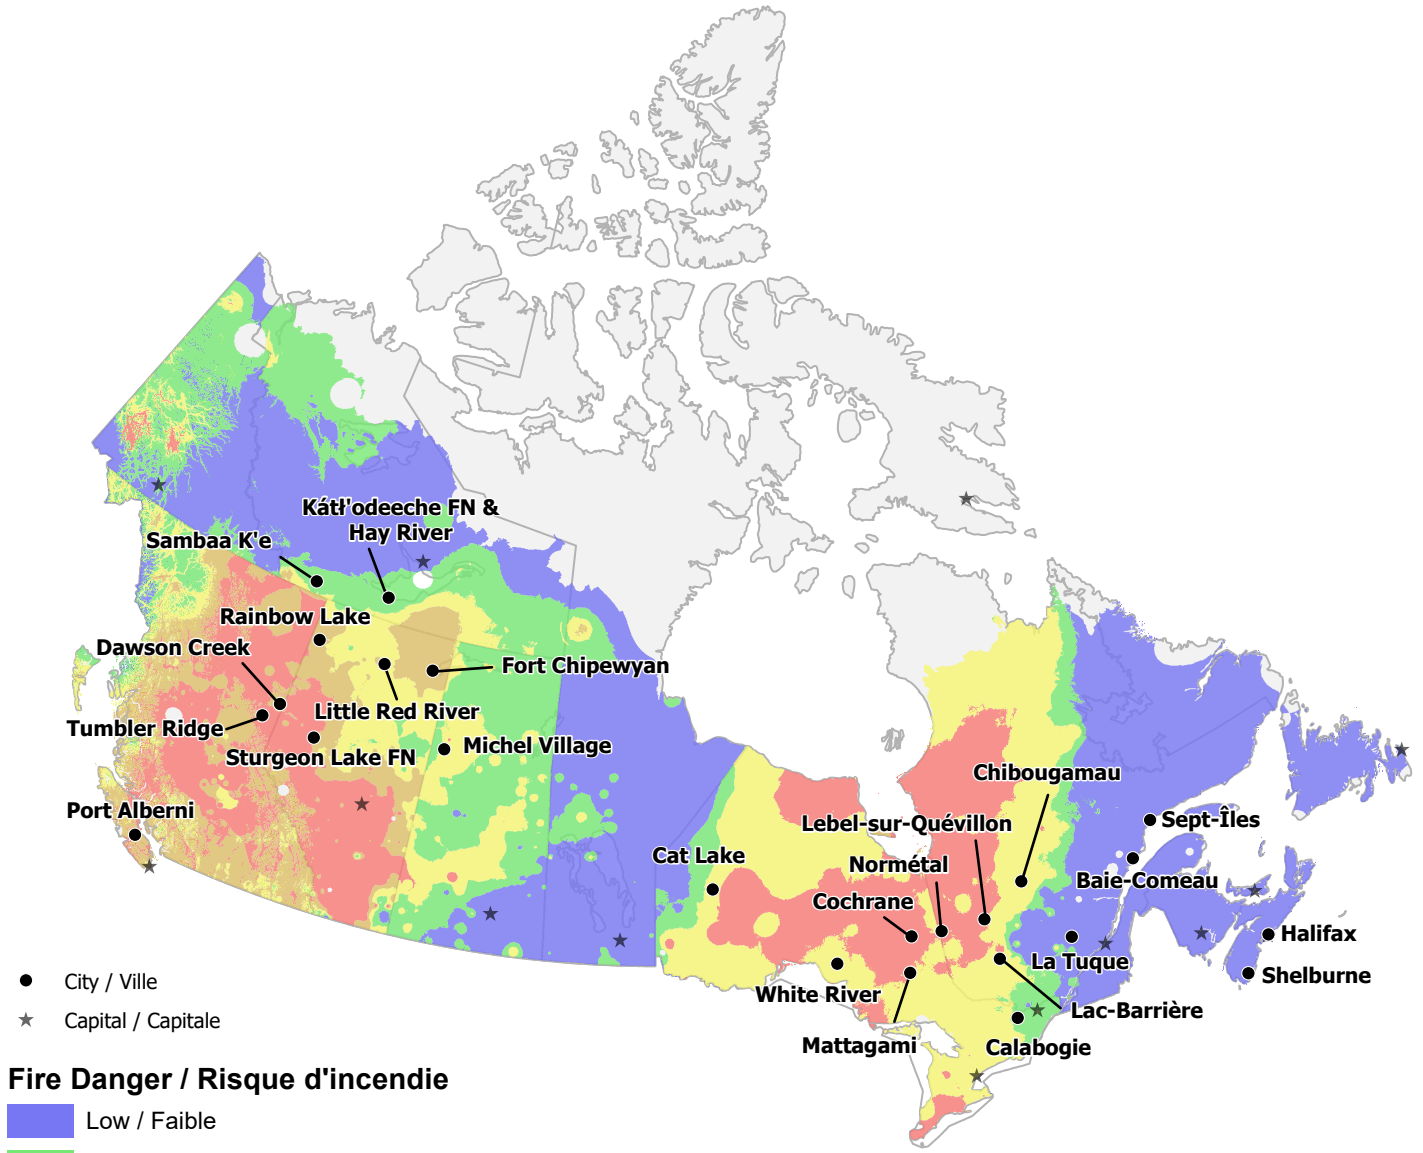 Kátł'odeeche FN &
Hay River
Sambaa K'e
Rainbow Lake
Dawson Creek
Fort Chipewyan
Little Red River
Tumbler Ridge
Sturgeon Lake FN
Michel Village
Port Alberni
Chibougamau
Lebel-sur-Quévillon
Sept-Îles
Cat Lake
Normétal
Baie-Comeau
Cochrane
Halifax
La Tuque
Shelburne
White River
Lac-Barrière
Mattagami
Calabogie
City / Ville
Capital / Capitale
Fire Danger / Risque d'incendie
Low / Faible